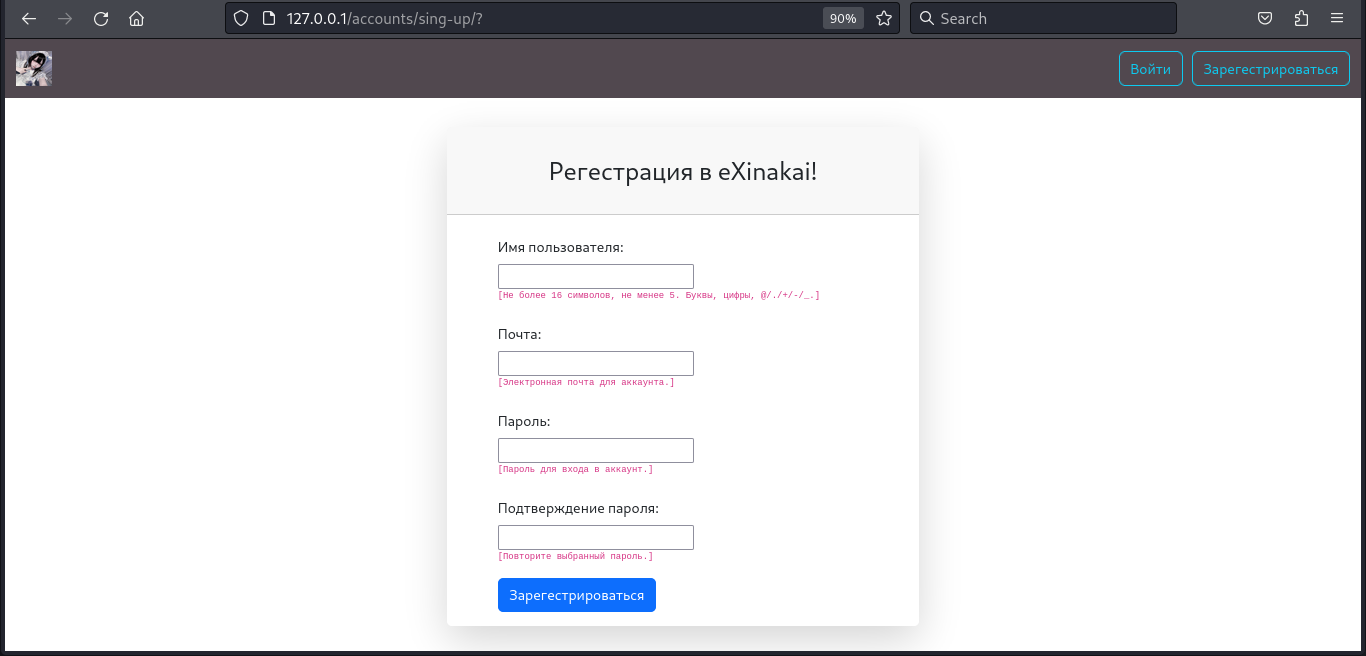 127.0.0.1/accounts/sing-up/?
90%
Search
Войти
Зарегестрироваться
Регестрация в eXinakai!
Имя пользователя:
[Не более 16 символов, не менее 5. Буквы, цифры, @/./+/-/_.]
Почта:
[Электронная почта для аккаунта.]
Пароль:
[Пароль для входа в аккаунт.]
Подтверждение пароля:
[Повторите выбранный пароль.]
Зарегестрироваться